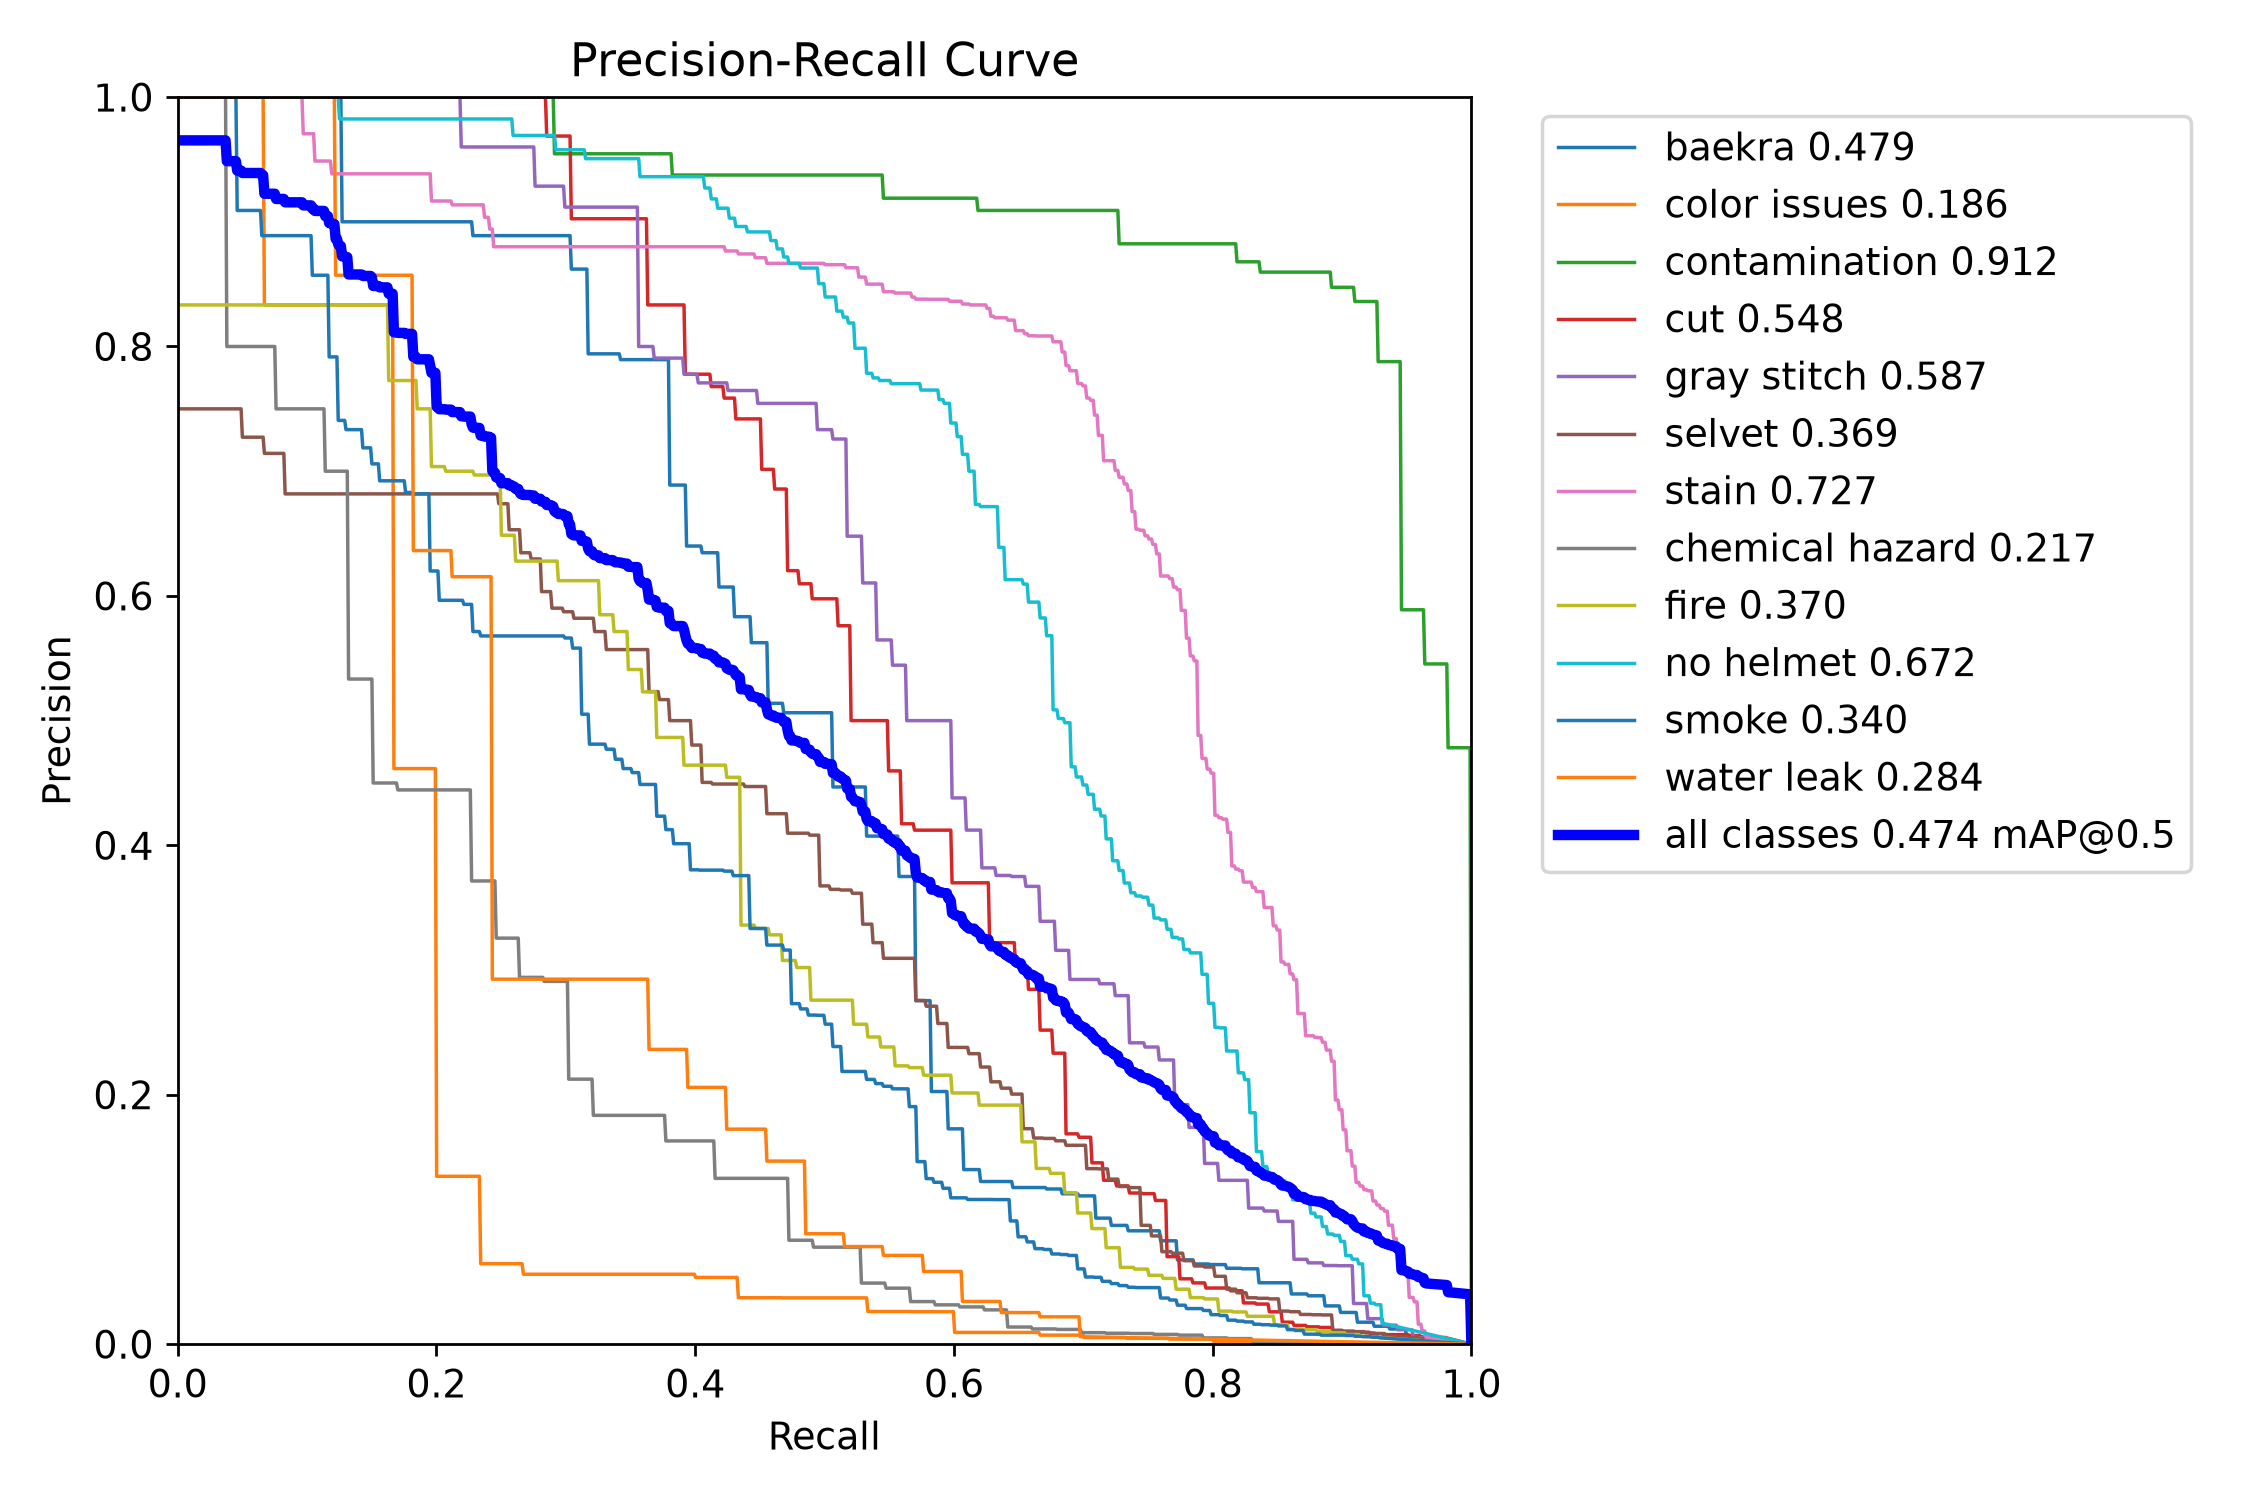 Precision-Recall Curve
1.0
0.8
0.6
0.4
0.2
0.0
Precision
0.0 0.2 0.4 0.6 0.8 1.0
Recall
baekra 0.479
color issues 0.186
contamination 0.912
cut 0.548
gray stitch 0.587
selvet 0.369
stain 0.727
chemical hazard 0.217
fire 0.370
no helmet 0.672
smoke 0.340
water leak 0.284
all classes 0.474 mAP@0.5